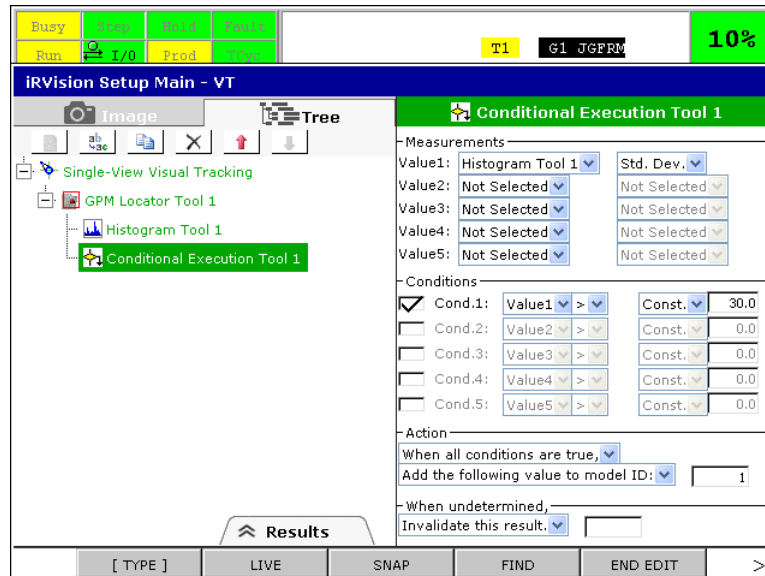 Busy Step Hold Fault
Run I/O Prod TCyc
T1 G1 JGFRM 10%
iRVision Setup Main - VT
Image Tree
Conditional Execution Tool 1
Single-View Visual Tracking
GPM Locator Tool 1
Histogram Tool 1
Conditional Execution Tool 1
Results
Measurements
Value1: Histogram Tool 1 Std. Dev.
Value2: Not Selected Not Selected
Value3: Not Selected Not Selected
Value4: Not Selected Not Selected
Value5: Not Selected Not Selected
Conditions
Cond.1: Value1 > Const. 30.0
Cond.2: Value2 > Const. 0.0
Cond.3: Value3 > Const. 0.0
Cond.4: Value4 > Const. 0.0
Cond.5: Value5 > Const. 0.0
Action
When all conditions are true,
Add the following value to model ID: 1
When undetermined,
Invalidate this result.
[ TYPE ] LIVE SNAP FIND END EDIT >